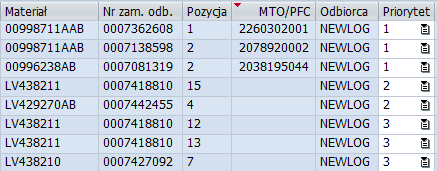 Materiał Nr zam. odb. Pozycja MTO/PFC Odbiorca Priorytet
00998711AAB 0007362608 1 2260302001 NEWLOG 1
00998711AAB 0007138598 2 2078920002 NEWLOG 1
00996238AB 0007081319 2 2038195044 NEWLOG 1
LV438211 0007418810 15 NEWLOG 2
LV429270AB 0007442455 4 NEWLOG 2
LV438211 0007418810 12 NEWLOG 3
LV438211 0007418810 13 NEWLOG 3
LV438210 0007427092 7 NEWLOG 3